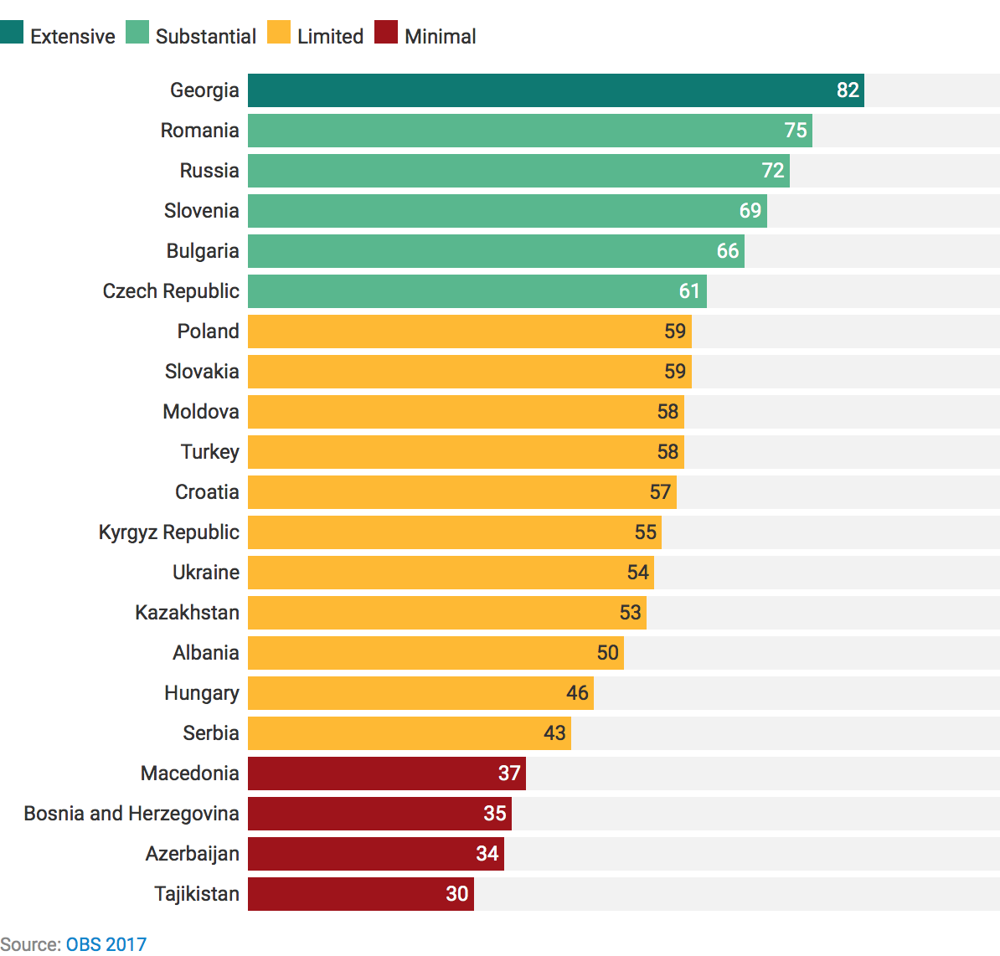 Extensive Substantial Limited Minimal
Georgia 82
Romania 75
Russia 72
Slovenia 69
Bulgaria 66
Czech Republic 61
Poland 59
Slovakia 59
Moldova 58
Turkey 58
Croatia 57
Kyrgyz Republic 55
Ukraine 54
Kazakhstan 53
Albania 50
Hungary 46
Serbia 43
Macedonia 37
Bosnia and Herzegovina 35
Azerbaijan 34
Tajikistan 30
Source: OBS 2017